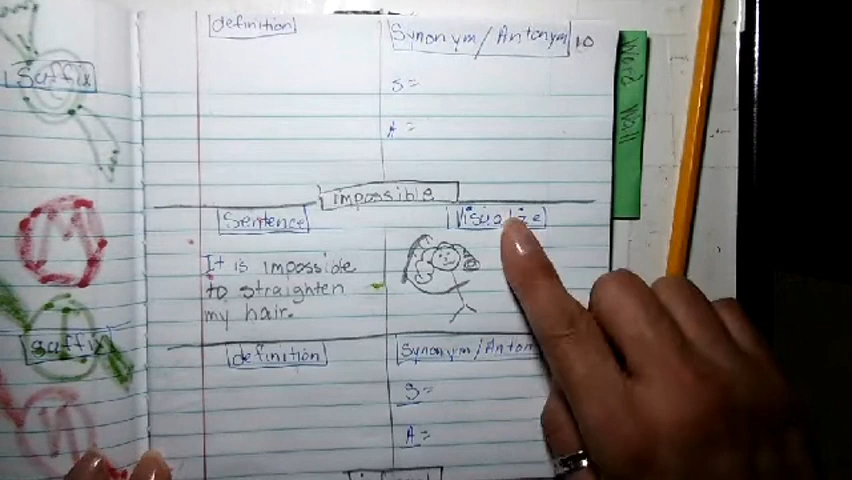 definition
Synonym/Antonym
10
Suffix
S=
A=
Word Wall
impossible
Sentence
Visualize
It is impossible
to straighten
my hair.
suffix
definition
Synonym/Anton
S=
A=